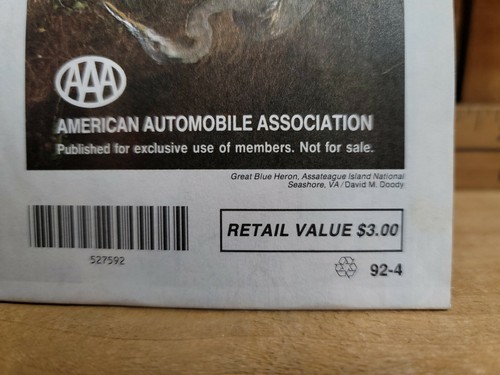 AAA
AMERICAN AUTOMOBILE ASSOCIATION
Published for exclusive use of members. Not for sale.
Great Blue Heron, Assateague Island National
Seashore, VA / David M. Doody
527592
RETAIL VALUE $3.00
92-4